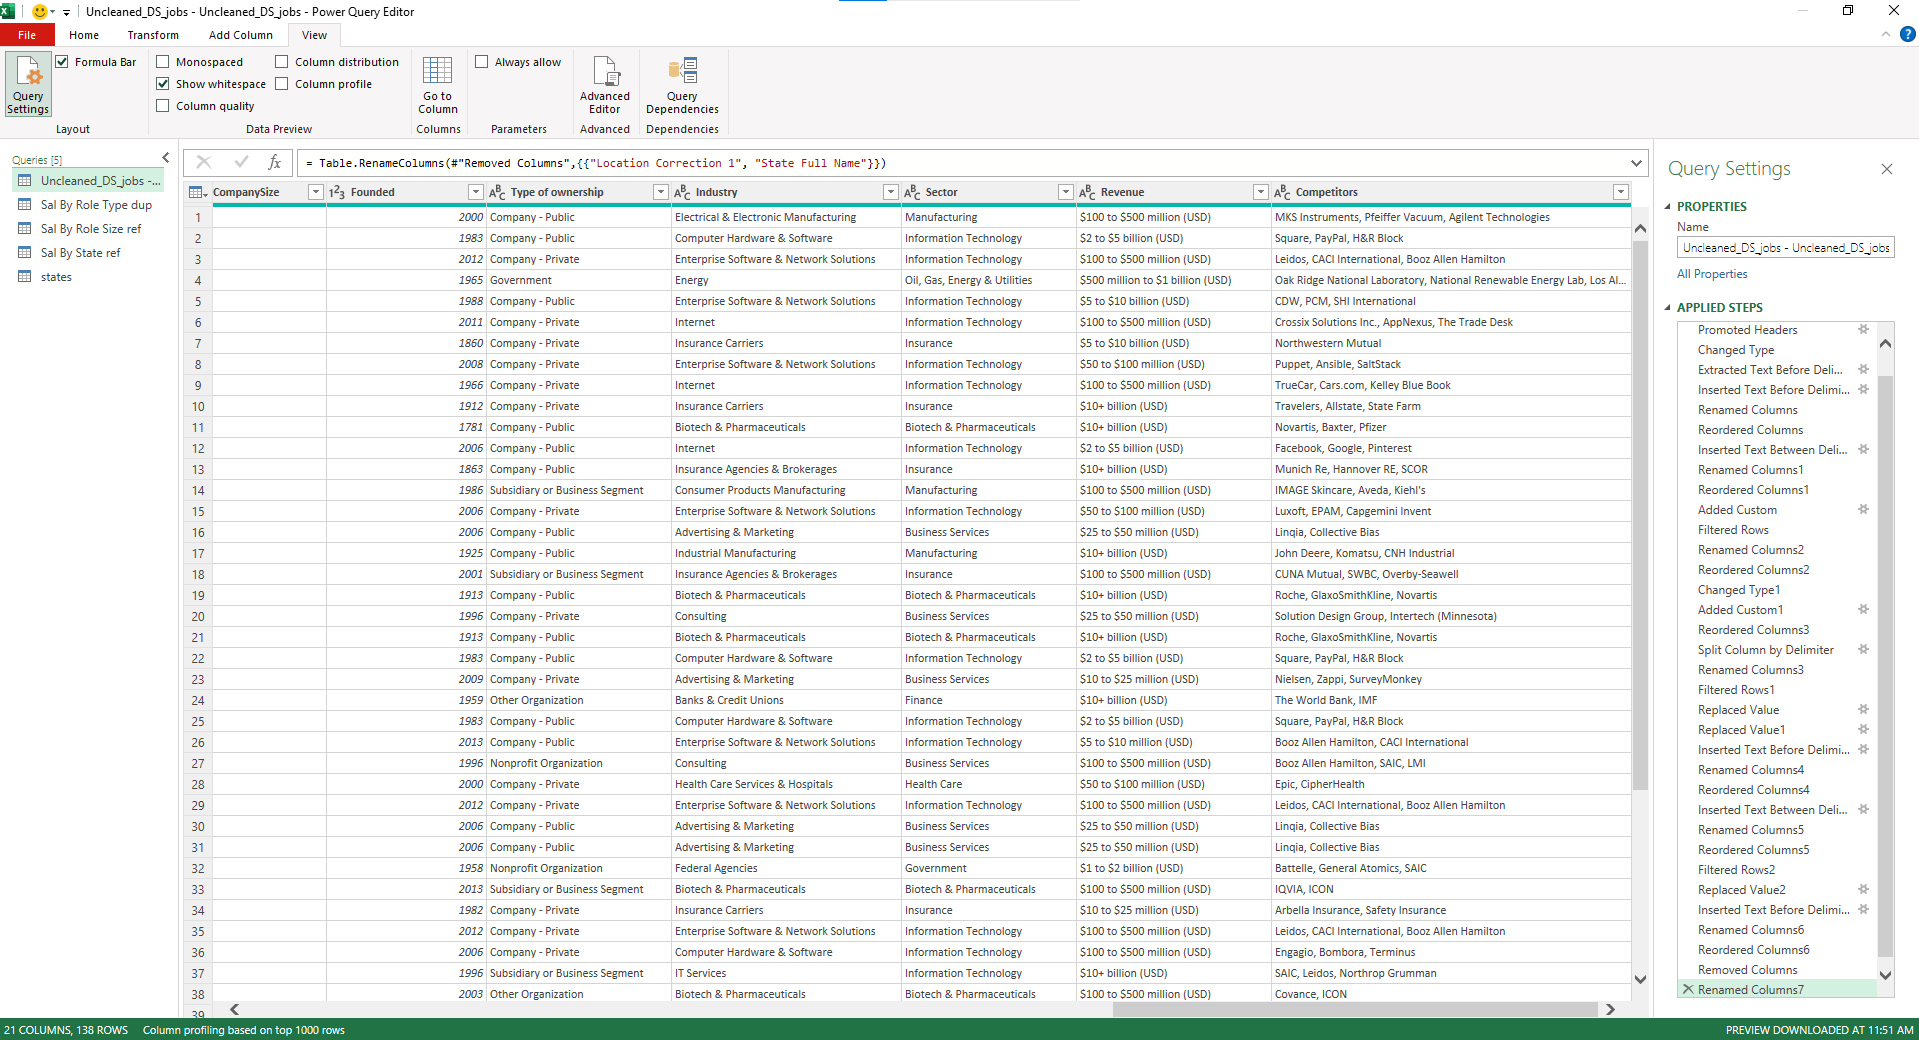 Uncleaned_DS_jobs - Uncleaned_DS_jobs - Power Query Editor
File Home Transform Add Column View
Query Settings
Formula Bar
Layout
Monospaced
Show whitespace
Column quality
Column distribution
Column profile
Data Preview
Go to Column
Columns
Always allow
Parameters
Advanced Editor
Advanced
Query Dependencies
Dependencies
Queries [5]
Uncleaned_DS_jobs -...
Sal By Role Type dup
Sal By Role Size ref
Sal By State ref
states
fx = Table.RenameColumns(#"Removed Columns",{{"Location Correction 1", "State Full Name"}})
CompanySize 123 Founded ABC Type of ownership ABC Industry ABC Sector ABC Revenue ABC Competitors
1 2000 Company - Public Electrical & Electronic Manufacturing Manufacturing $100 to $500 million (USD) MKS Instruments, Pfeiffer Vacuum, Agilent Technologies
2 1983 Company - Public Computer Hardware & Software Information Technology $2 to $5 billion (USD) Square, PayPal, H&R Block
3 2012 Company - Private Enterprise Software & Network Solutions Information Technology $100 to $500 million (USD) Leidos, CACI International, Booz Allen Hamilton
4 1965 Government Energy Oil, Gas, Energy & Utilities $500 million to $1 billion (USD) Oak Ridge National Laboratory, National Renewable Energy Lab, Los Al...
5 1988 Company - Public Enterprise Software & Network Solutions Information Technology $5 to $10 billion (USD) CDW, PCM, SHI International
6 2011 Company - Private Internet Information Technology $100 to $500 million (USD) Crossix Solutions Inc., AppNexus, The Trade Desk
7 1860 Company - Private Insurance Carriers Insurance $5 to $10 billion (USD) Northwestern Mutual
8 2008 Company - Private Enterprise Software & Network Solutions Information Technology $50 to $100 million (USD) Puppet, Ansible, SaltStack
9 1966 Company - Private Internet Information Technology $100 to $500 million (USD) TrueCar, Cars.com, Kelley Blue Book
10 1912 Company - Private Insurance Carriers Insurance $10+ billion (USD) Travelers, Allstate, State Farm
11 1781 Company - Public Biotech & Pharmaceuticals Biotech & Pharmaceuticals $10+ billion (USD) Novartis, Baxter, Pfizer
12 2006 Company - Public Internet Information Technology $2 to $5 billion (USD) Facebook, Google, Pinterest
13 1863 Company - Public Insurance Agencies & Brokerages Insurance $10+ billion (USD) Munich Re, Hannover RE, SCOR
14 1986 Subsidiary or Business Segment Consumer Products Manufacturing Manufacturing $100 to $500 million (USD) IMAGE Skincare, Aveda, Kiehl's
15 2006 Company - Private Enterprise Software & Network Solutions Information Technology $50 to $100 million (USD) Luxoft, EPAM, Capgemini Invent
16 2006 Company - Public Advertising & Marketing Business Services $25 to $50 million (USD) Linqia, Collective Bias
17 1925 Company - Public Industrial Manufacturing Manufacturing $10+ billion (USD) John Deere, Komatsu, CNH Industrial
18 2001 Subsidiary or Business Segment Insurance Agencies & Brokerages Insurance $100 to $500 million (USD) CUNA Mutual, SWBC, Overby-Seawell
19 1913 Company - Public Biotech & Pharmaceuticals Biotech & Pharmaceuticals $10+ billion (USD) Roche, GlaxoSmithKline, Novartis
20 1996 Company - Private Consulting Business Services $25 to $50 million (USD) Solution Design Group, Intertech (Minnesota)
21 1913 Company - Public Biotech & Pharmaceuticals Biotech & Pharmaceuticals $10+ billion (USD) Roche, GlaxoSmithKline, Novartis
22 1983 Company - Public Computer Hardware & Software Information Technology $2 to $5 billion (USD) Square, PayPal, H&R Block
23 2009 Company - Private Advertising & Marketing Business Services $10 to $25 million (USD) Nielsen, Zappi, SurveyMonkey
24 1959 Other Organization Banks & Credit Unions Finance $10+ billion (USD) The World Bank, IMF
25 1983 Company - Public Computer Hardware & Software Information Technology $2 to $5 billion (USD) Square, PayPal, H&R Block
26 2013 Company - Public Enterprise Software & Network Solutions Information Technology $5 to $10 million (USD) Booz Allen Hamilton, CACI International
27 1996 Nonprofit Organization Consulting Business Services $100 to $500 million (USD) Booz Allen Hamilton, SAIC, LMI
28 2000 Company - Private Health Care Services & Hospitals Health Care $50 to $100 million (USD) Epic, CipherHealth
29 2012 Company - Private Enterprise Software & Network Solutions Information Technology $100 to $500 million (USD) Leidos, CACI International, Booz Allen Hamilton
30 2006 Company - Public Advertising & Marketing Business Services $25 to $50 million (USD) Linqia, Collective Bias
31 2006 Company - Public Advertising & Marketing Business Services $25 to $50 million (USD) Linqia, Collective Bias
32 1958 Nonprofit Organization Federal Agencies Government $1 to $2 billion (USD) Battelle, General Atomics, SAIC
33 2013 Subsidiary or Business Segment Biotech & Pharmaceuticals Biotech & Pharmaceuticals $100 to $500 million (USD) IQVIA, ICON
34 1982 Company - Private Insurance Carriers Insurance $10 to $25 million (USD) Arbella Insurance, Safety Insurance
35 2012 Company - Private Enterprise Software & Network Solutions Information Technology $100 to $500 million (USD) Leidos, CACI International, Booz Allen Hamilton
36 2006 Company - Private Computer Hardware & Software Information Technology $100 to $500 million (USD) Engagio, Bombora, Terminus
37 1996 Subsidiary or Business Segment IT Services Information Technology $10+ billion (USD) SAIC, Leidos, Northrop Grumman
38 2003 Other Organization Biotech & Pharmaceuticals Biotech & Pharmaceuticals $100 to $500 million (USD) Covance, ICON
39
Query Settings
PROPERTIES
Name
Uncleaned_DS_jobs - Uncleaned_DS_jobs
All Properties
APPLIED STEPS
Promoted Headers
Changed Type
Extracted Text Before Deli...
Inserted Text Before Delimi...
Renamed Columns
Reordered Columns
Inserted Text Between Deli...
Renamed Columns1
Reordered Columns1
Added Custom
Filtered Rows
Renamed Columns2
Reordered Columns2
Changed Type1
Added Custom1
Reordered Columns3
Split Column by Delimiter
Renamed Columns3
Filtered Rows1
Replaced Value
Replaced Value1
Inserted Text Before Delimi...
Renamed Columns4
Reordered Columns4
Inserted Text Between Deli...
Renamed Columns5
Reordered Columns5
Filtered Rows2
Replaced Value2
Inserted Text Before Delimi...
Renamed Columns6
Reordered Columns6
Removed Columns
Renamed Columns7
21 COLUMNS, 138 ROWS Column profiling based on top 1000 rows PREVIEW DOWNLOADED AT 11:51 AM